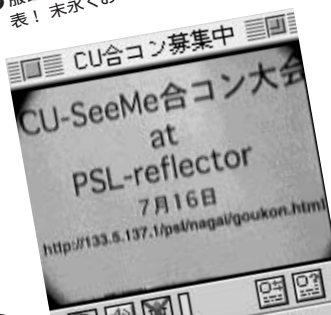 表! 末永くお
CU合コン募集中
CU-SeeMe合コン大会
at
PSL-reflector
7月16日
http://133.5.137.1/psl/nagai/goukon.html